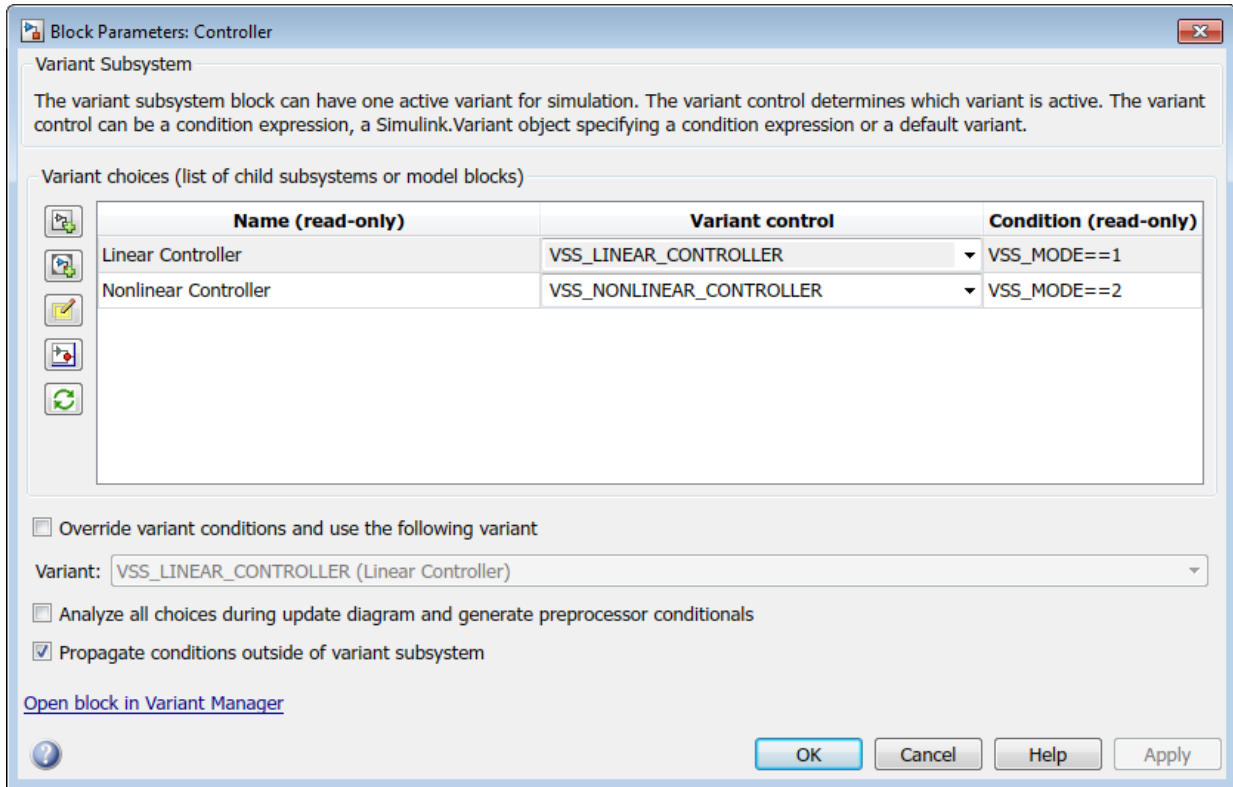 Block Parameters: Controller
Variant Subsystem
The variant subsystem block can have one active variant for simulation. The variant control determines which variant is active. The variant
control can be a condition expression, a Simulink.Variant object specifying a condition expression or a default variant.
Variant choices (list of child subsystems or model blocks)
Name (read-only) Variant control Condition (read-only)
Linear Controller VSS_LINEAR_CONTROLLER VSS_MODE==1
Nonlinear Controller VSS_NONLINEAR_CONTROLLER VSS_MODE==2
Override variant conditions and use the following variant
Variant: VSS_LINEAR_CONTROLLER (Linear Controller)
Analyze all choices during update diagram and generate preprocessor conditionals
Propagate conditions outside of variant subsystem
Open block in Variant Manager
? OK Cancel Help Apply